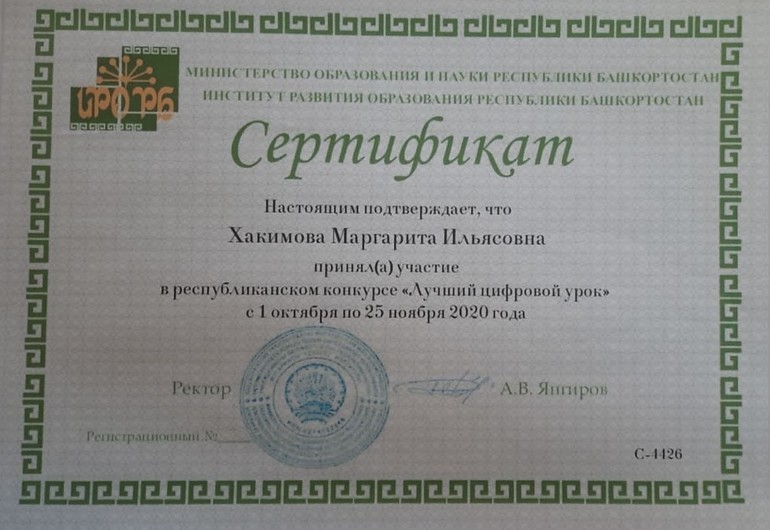 ИРО РБ
МИНИСТЕРСТВО ОБРАЗОВАНИЯ И НАУКИ РЕСПУБЛИКИ БАШКОРТОСТАН
ИНСТИТУТ РАЗВИТИЯ ОБРАЗОВАНИЯ РЕСПУБЛИКИ БАШКОРТОСТАН
Сертификат
Настоящим подтверждает, что
Хакимова Маргарита Ильясовна
принял(а) участие
в республиканском конкурсе «Лучший цифровой урок»
с 1 октября по 25 ноября 2020 года
Ректор А.В. Янгиров
Регистрационный №
С-4426